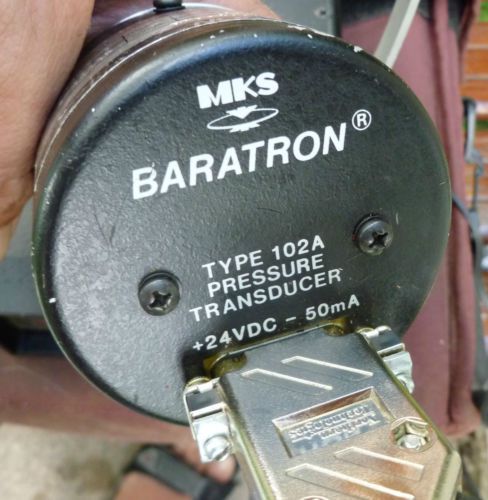 MKS
BARATRON®
TYPE 102A
PRESSURE
TRANSDUCER
+24VDC - 50mA